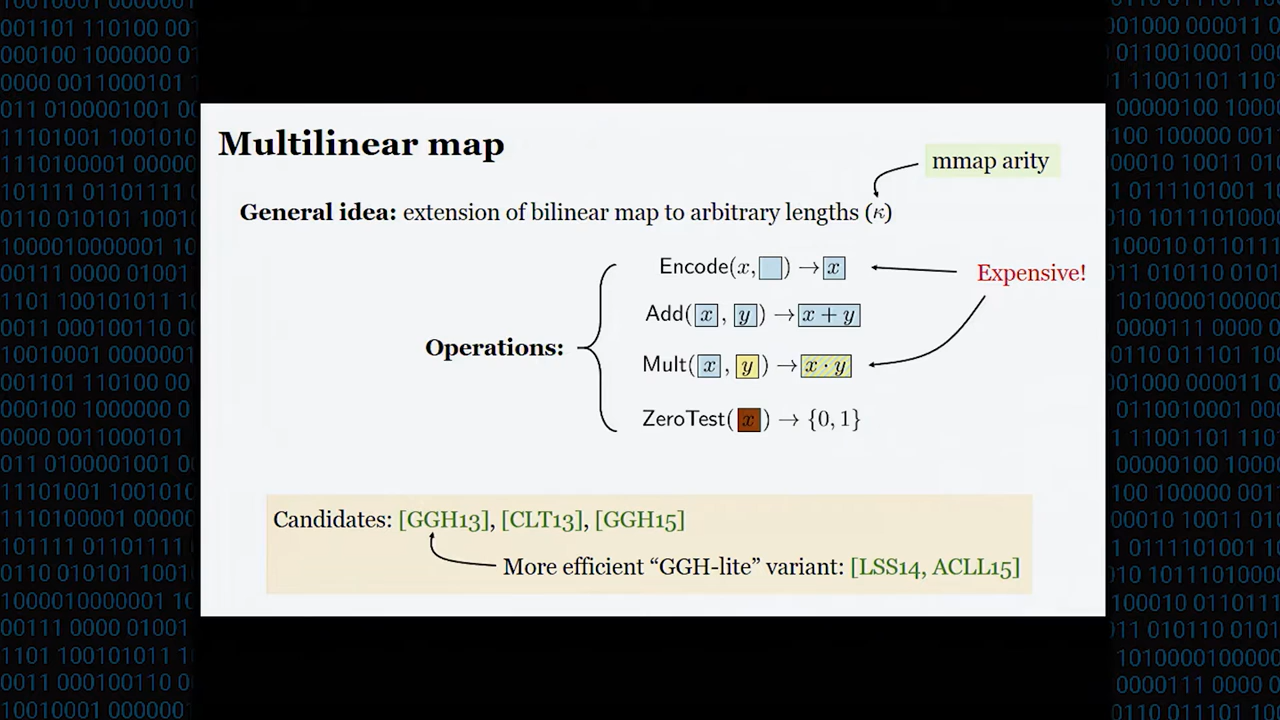 Multilinear map
mmap arity
General idea: extension of bilinear map to arbitrary lengths (κ)
Encode(x, ) → x
Expensive!
Add( x , y ) → x + y
Operations:
Mult( x , y ) → x · y
ZeroTest( x ) → {0, 1}
Candidates: [GGH13], [CLT13], [GGH15]
More efficient “GGH-lite” variant: [LSS14, ACLL15]